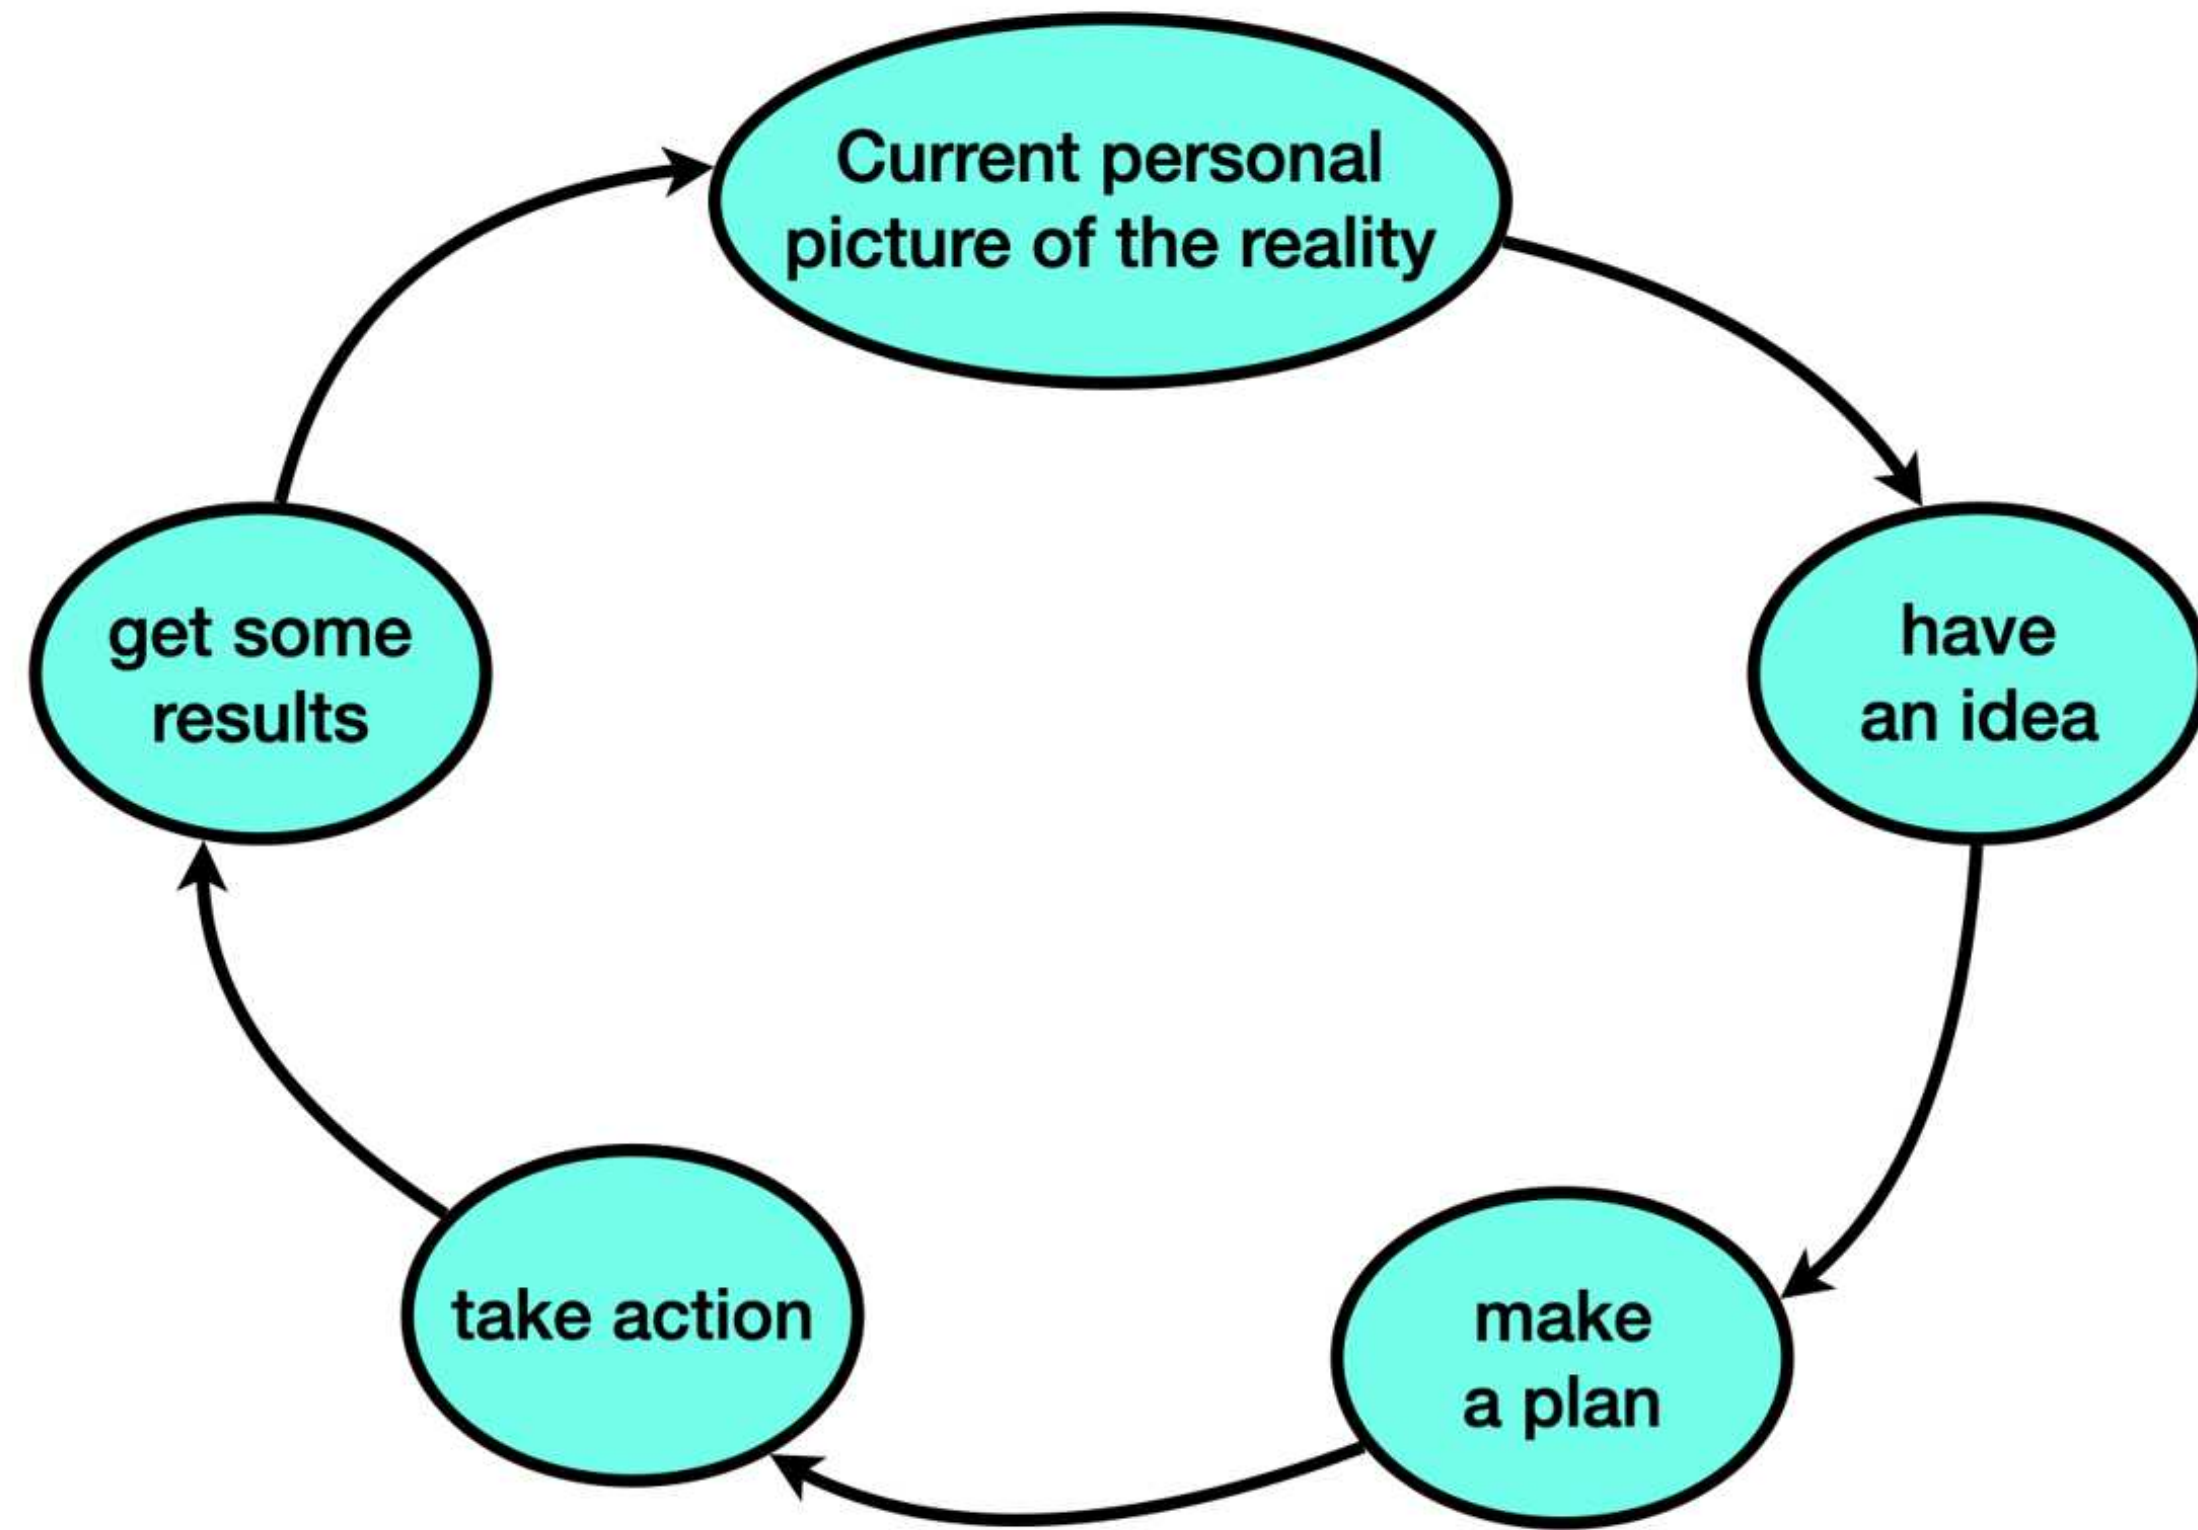 Current personal
picture of the reality
have
an idea
make
a plan
take action
get some
results